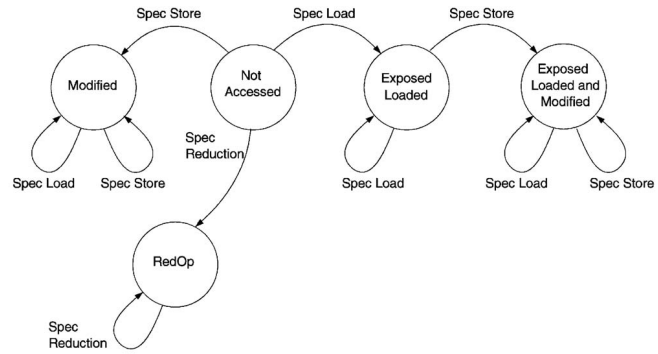 Spec Store
Spec Load
Spec Store
Modified
Not
Accessed
Exposed
Loaded
Exposed
Loaded and
Modified
Spec
Reduction
Spec Load
Spec Store
Spec Load
Spec Load
Spec Store
RedOp
Spec
Reduction